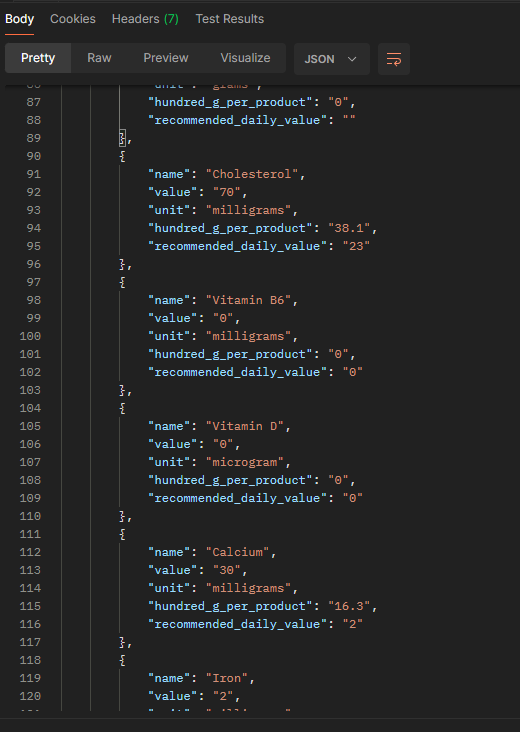 Body Cookies Headers (7) Test Results
Pretty Raw Preview Visualize JSON
"unit": "grams",
87 "hundred_g_per_product": "0",
88 "recommended_daily_value": ""
89 },
90 {
91 "name": "Cholesterol",
92 "value": "70",
93 "unit": "milligrams",
94 "hundred_g_per_product": "38.1",
95 "recommended_daily_value": "23"
96 },
97 {
98 "name": "Vitamin B6",
99 "value": "0",
100 "unit": "milligrams",
101 "hundred_g_per_product": "0",
102 "recommended_daily_value": "0"
103 },
104 {
105 "name": "Vitamin D",
106 "value": "0",
107 "unit": "microgram",
108 "hundred_g_per_product": "0",
109 "recommended_daily_value": "0"
110 },
111 {
112 "name": "Calcium",
113 "value": "30",
114 "unit": "milligrams",
115 "hundred_g_per_product": "16.3",
116 "recommended_daily_value": "2"
117 },
118 {
119 "name": "Iron",
120 "value": "2",